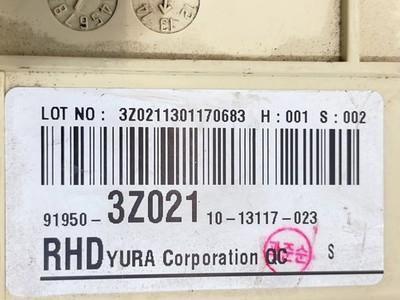 LOT NO : 3Z0211301170683 H : 001 S : 002
91950-3Z021 10-13117-023
RHD YURA Corporation QC S